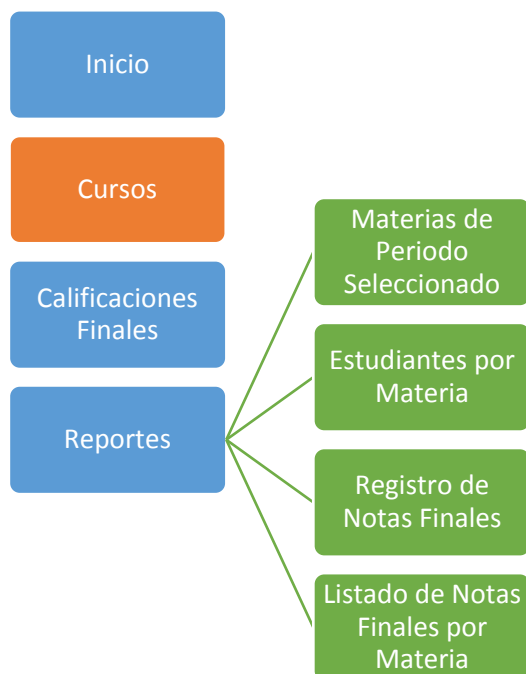 Inicio
Cursos
Calificaciones
Finales
Reportes
Materias de
Periodo
Seleccionado
Estudiantes por
Materia
Registro de
Notas Finales
Listado de Notas
Finales por
Materia